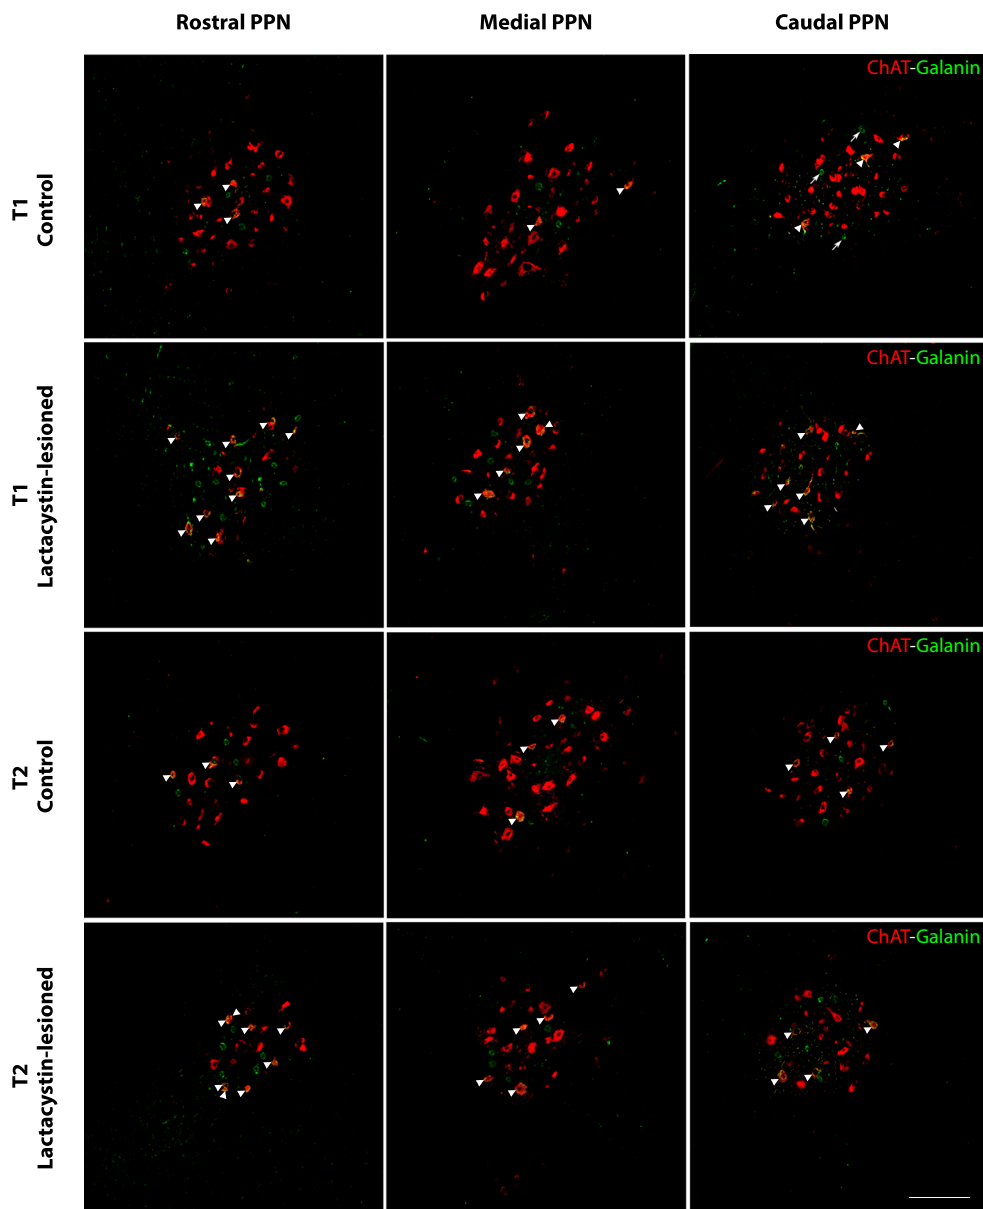 Rostral PPN
Medial PPN
Caudal PPN
T1
Control
ChAT-Galanin
T1
Lactacystin-lesioned
ChAT-Galanin
T2
Control
ChAT-Galanin
T2
Lactacystin-lesioned
ChAT-Galanin